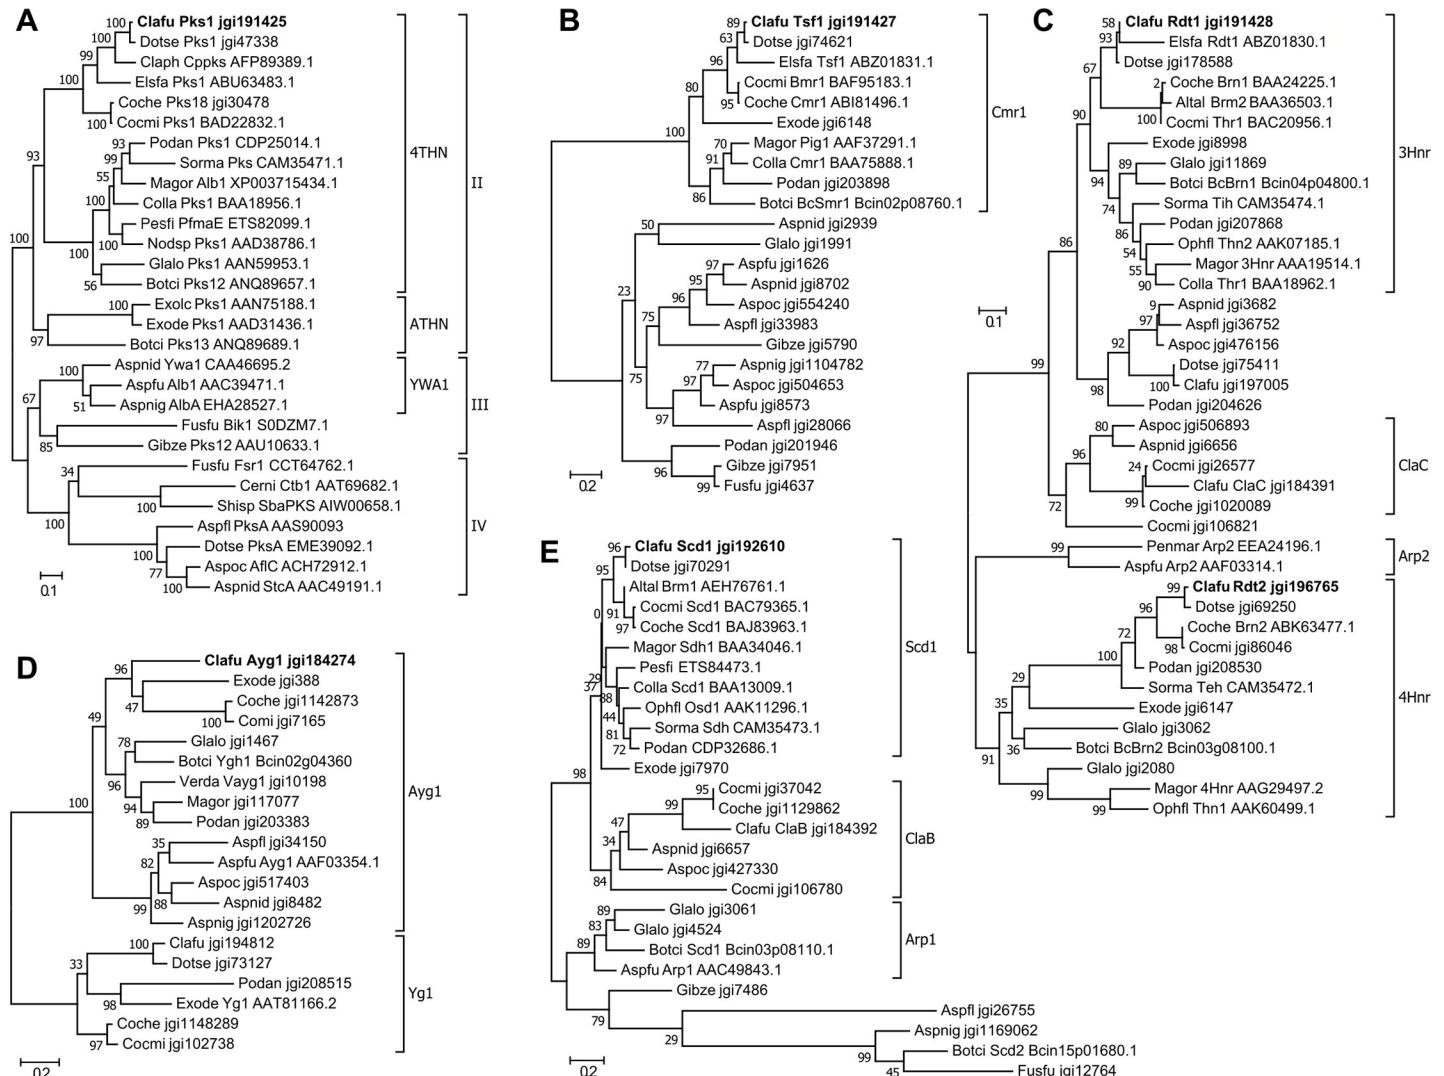 A
100
Clafu Pks1 jgi191425
100
Dotse Pks1 jgi47338
99
Claph Cppks AFP89389.1
100
Elsfa Pks1 ABU63483.1
Coche Pks18 jgi30478
100
Cocmi Pks1 BAD22832.1
93
Podan Pks1 CDP25014.1
99
Sorma Pks CAM35471.1
55
Magor Alb1 XP003715434.1
100
Colla Pks1 BAA18956.1
Pesfi PfmaE ETS82099.1
100
Nodsp Pks1 AAD38786.1
100
Glalo Pks1 AAN59953.1
56
Botci Pks12 ANQ89657.1
93
100
100
Exolc Pks1 AAN75188.1
Exode Pks1 AAD31436.1
97
Botci Pks13 ANQ89689.1
100
Aspnid Ywa1 CAA46695.2
Aspfu Alb1 AAC39471.1
51
Aspnig AlbA EHA28527.1
67
Fusfu Bik1 S0DZM7.1
85
Gibze Pks12 AAU10633.1
34
Fusfu Fsr1 CCT64762.1
Cerni Ctb1 AAT69682.1
100
Shisp SbaPKS AIW00658.1
100
Aspfl PksA AAS90093
100
Dotse PksA EME39092.1
77
Aspoc AflC ACH72912.1
100
Aspnid StcA AAC49191.1
4THN
ATHN
YWA1
II
III
IV
0.1
B
89
Clafu Tsf1 jgi191427
63
Dotse jgi74621
96
Elsfa Tsf1 ABZ01831.1
Cocmi Bmr1 BAF95183.1
95
Coche Cmr1 ABI81496.1
80
Exode jgi6148
100
70
Magor Pig1 AAF37291.1
91
Colla Cmr1 BAA75888.1
Podan jgi203898
86
Botci BcSmr1 Bcin02p08760.1
50
Aspnid jgi2939
Glalo jgi1991
97
Aspfu jgi1626
95
Aspnid jgi8702
96
Aspoc jgi554240
23
75
Aspfl jgi33983
Gibze jgi5790
75
77
Aspnig jgi1104782
97
Aspoc jgi504653
Aspfu jgi8573
97
Aspfl jgi28066
Podan jgi201946
96
Gibze jgi7951
99
Fusfu jgi4637
Cmr1
0.2
C
58
Clafu Rdt1 jgi191428
93
Elsfa Rdt1 ABZ01830.1
Dotse jgi178588
67
2
Coche Brn1 BAA24225.1
Altal Brm2 BAA36503.1
100
Cocmi Thr1 BAC20956.1
90
Exode jgi8998
89
Glalo jgi11869
94
Botci BcBrn1 Bcin04p04800.1
74
Sorma Tih CAM35474.1
86
Podan jgi207868
54
Ophfl Thn2 AAK07185.1
55
Magor 3Hnr AAA19514.1
90
Colla Thr1 BAA18962.1
86
9
Aspnid jgi3682
97
Aspfl jgi36752
92
Aspoc jgi476156
Dotse jgi75411
100
Clafu jgi197005
98
Podan jgi204626
99
80
Aspoc jgi506893
Aspnid jgi6656
96
24
Cocmi jgi26577
Clafu ClaC jgi184391
99
Coche jgi1020089
72
Cocmi jgi106821
99
Penmar Arp2 EEA24196.1
Aspfu Arp2 AAF03314.1
99
Clafu Rdt2 jgi196765
96
Dotse jgi69250
72
Coche Brn2 ABK63477.1
98
Cocmi jgi86046
100
Podan jgi208530
29
Sorma Teh CAM35472.1
35
Exode jgi6147
Glalo jgi3062
36
Botci BcBrn2 Bcin03g08100.1
91
Glalo jgi2080
99
Magor 4Hnr AAG29497.2
99
Ophfl Thn1 AAK60499.1
3Hnr
ClaC
Arp2
4Hnr
0.1
D
96
Clafu Ayg1 jgi184274
Exode jgi388
47
Coche jgi1142873
100
Comi jgi7165
49
78
Glalo jgi1467
Botci Ygh1 Bcin02g04360
96
Verda Vayg1 jgi10198
94
Magor jgi117077
89
Podan jgi203383
100
35
Aspfl jgi34150
82
Aspfu Ayg1 AAF03354.1
Aspoc jgi517403
88
Aspnid jgi8482
99
Aspnig jgi1202726
100
Clafu jgi194812
Dotse jgi73127
33
Podan jgi208515
98
Exode Yg1 AAT81166.2
Coche jgi1148289
97
Cocmi jgi102738
Ayg1
Yg1
0.2
E
96
Clafu Scd1 jgi192610
95
Dotse jgi70291
Altal Brm1 AEH76761.1
0
91
Cocmi Scd1 BAC79365.1
97
Coche Scd1 BAJ83963.1
Magor Sdh1 BAA34046.1
29
Pesfi ETS84473.1
37
Colla Scd1 BAA13009.1
88
Ophfl Osd1 AAK11296.1
44
Sorma Sdh CAM35473.1
81
72
Podan CDP32686.1
Exode jgi7970
98
95
Cocmi jgi37042
99
Coche jgi1129862
47
Clafu ClaB jgi184392
34
Aspnid jgi6657
Aspoc jgi427330
84
Cocmi jgi106780
89
Glalo jgi3061
83
Glalo jgi4524
89
Botci Scd1 Bcin03p08110.1
Aspfu Arp1 AAC49843.1
Gibze jgi7486
79
Aspfl jgi26755
29
Aspnig jgi1169062
99
Botci Scd2 Bcin15p01680.1
45
Fusfu jgi12764
Scd1
ClaB
Arp1
0.2